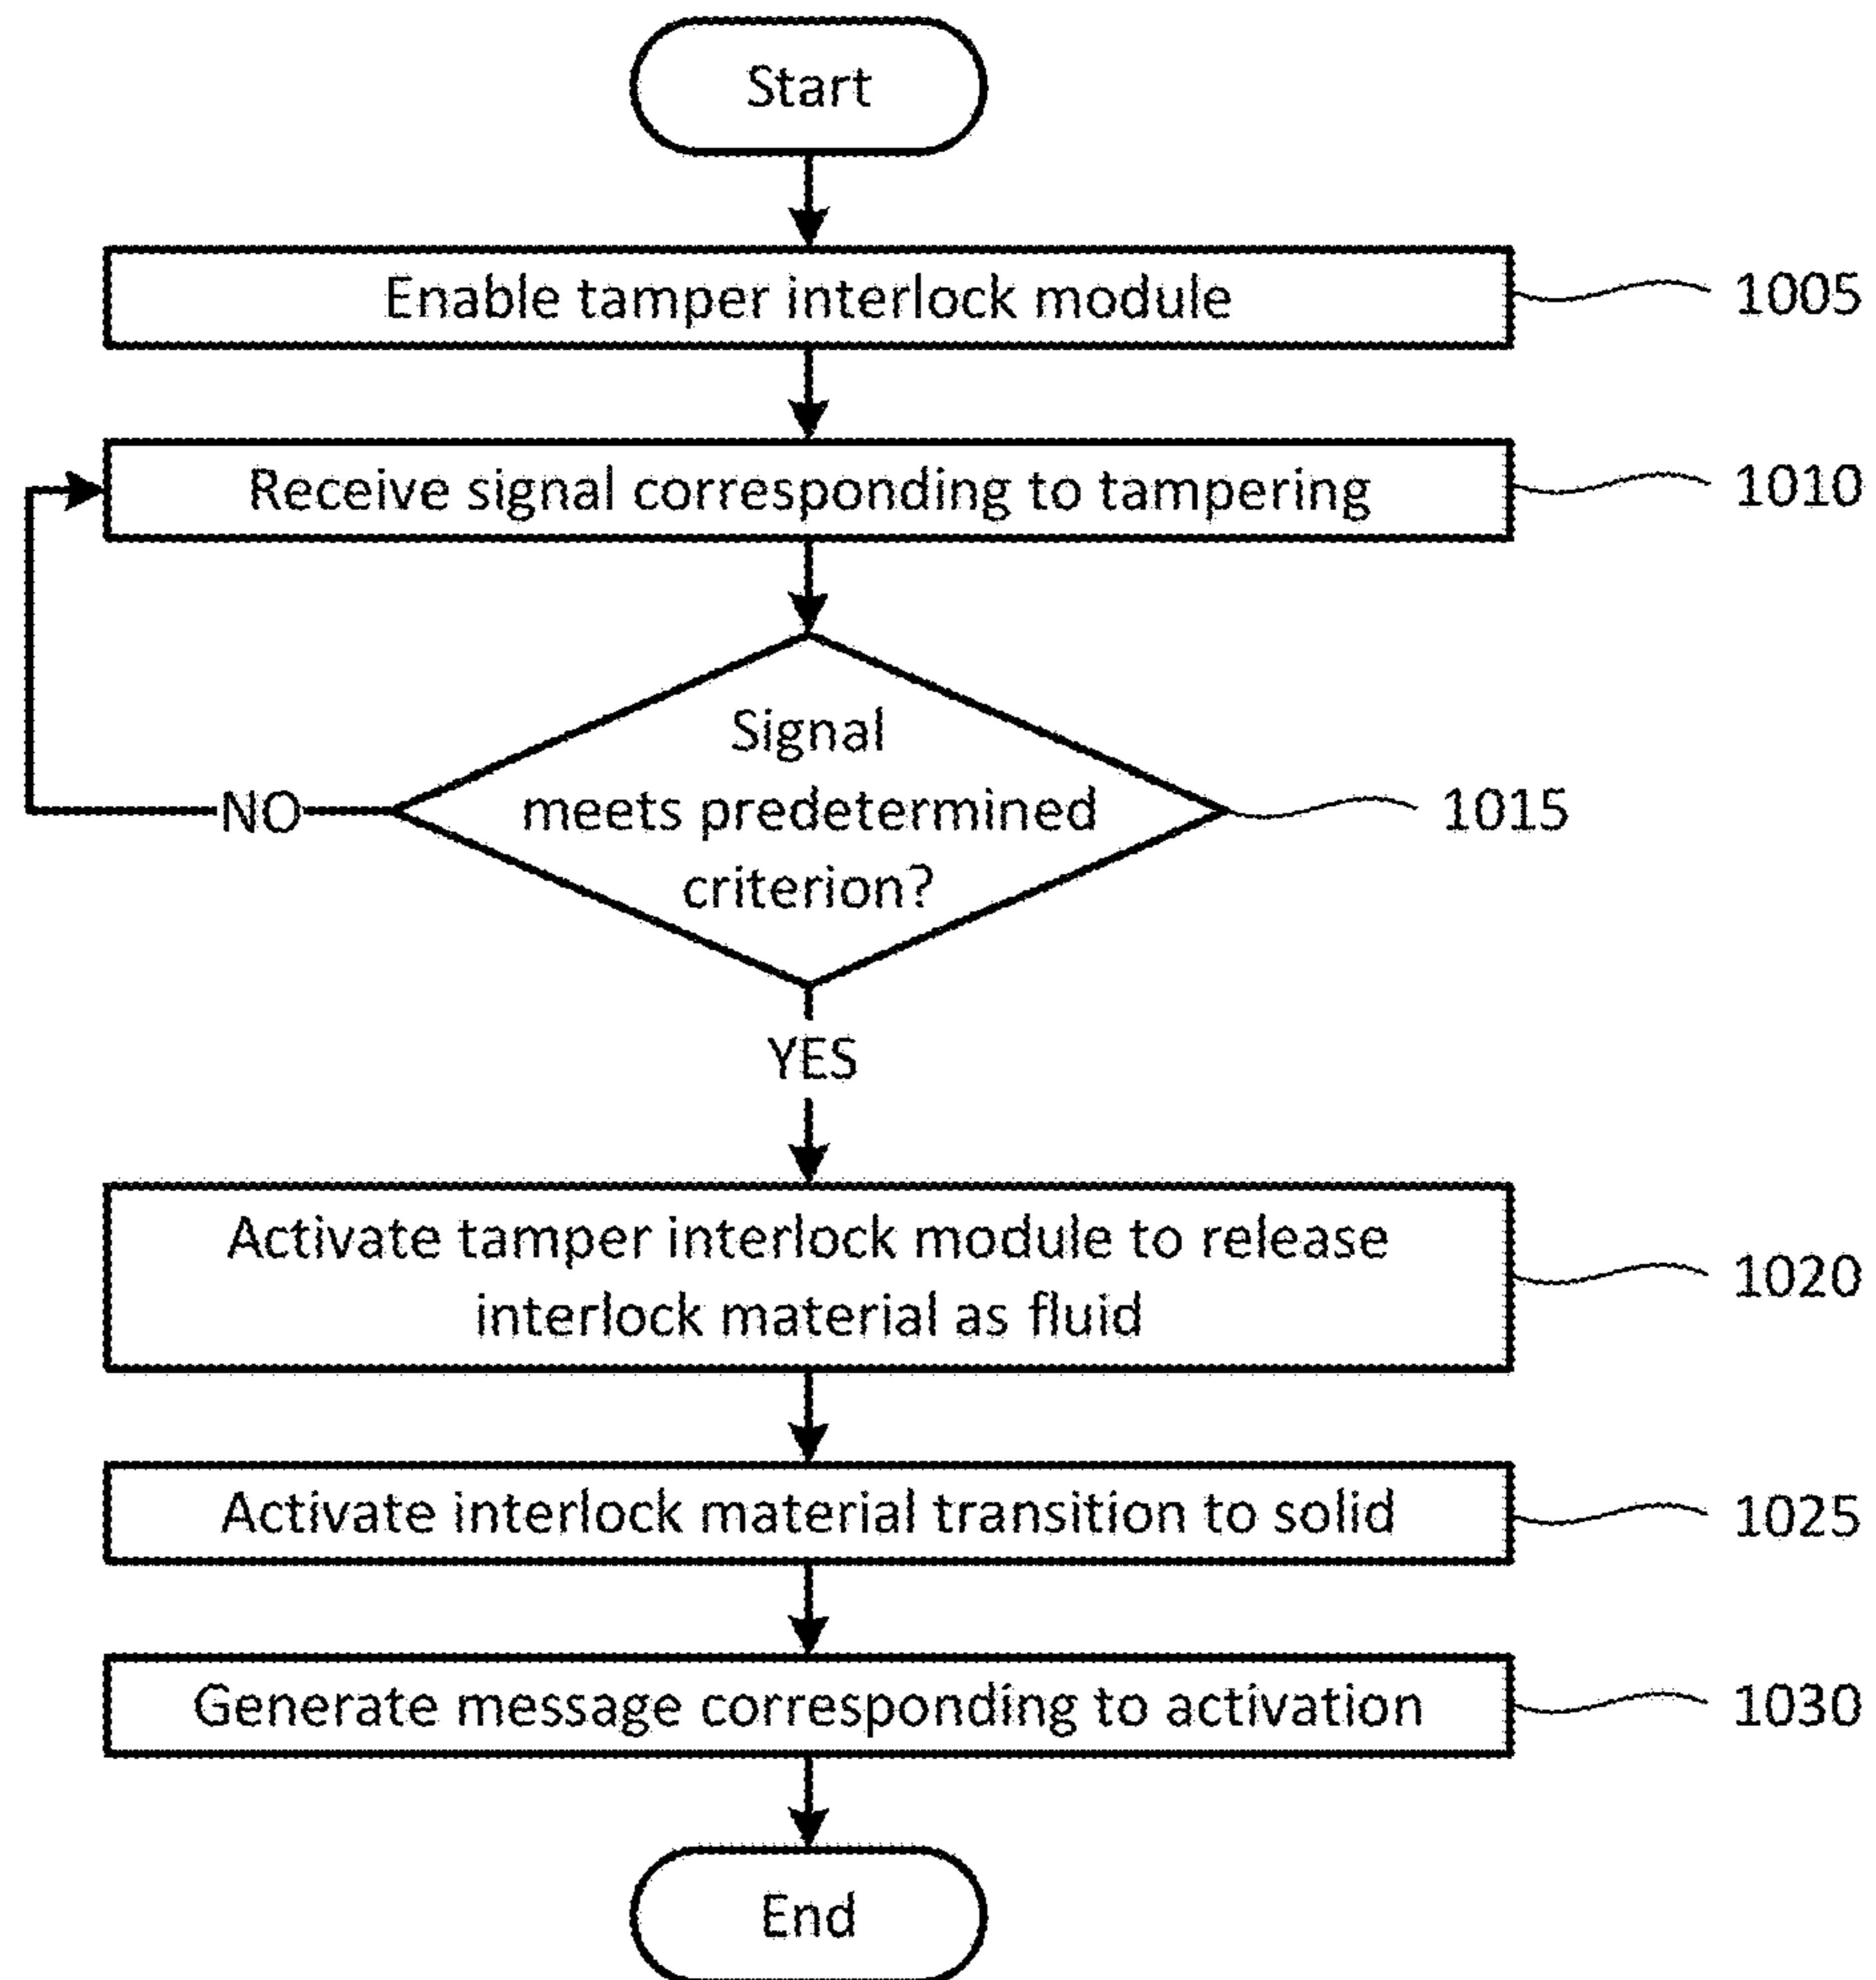 Start
Enable tamper interlock module
1005
Receive signal corresponding to tampering
1010
Signal
meets predetermined
criterion?
1015
NO
YES
Activate tamper interlock module to release
interlock material as fluid
1020
Activate interlock material transition to solid
1025
Generate message corresponding to activation
1030
End